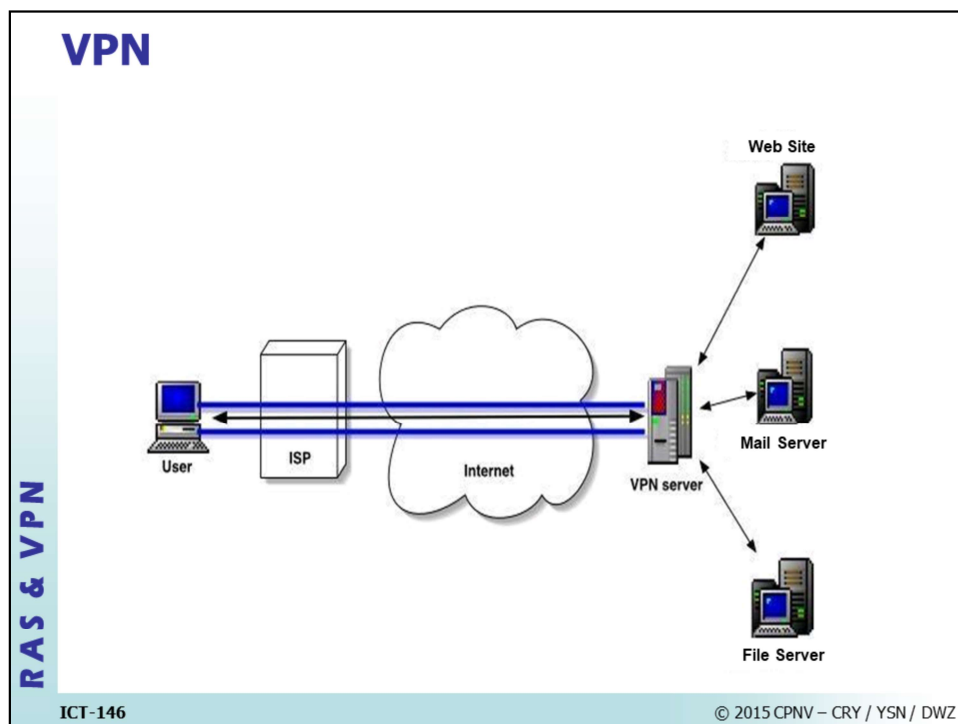 VPN
Web Site
User
ISP
Internet
VPN server
Mail Server
File Server
RAS & VPN
ICT-146
© 2015 CPNV – CRY / YSN / DWZ